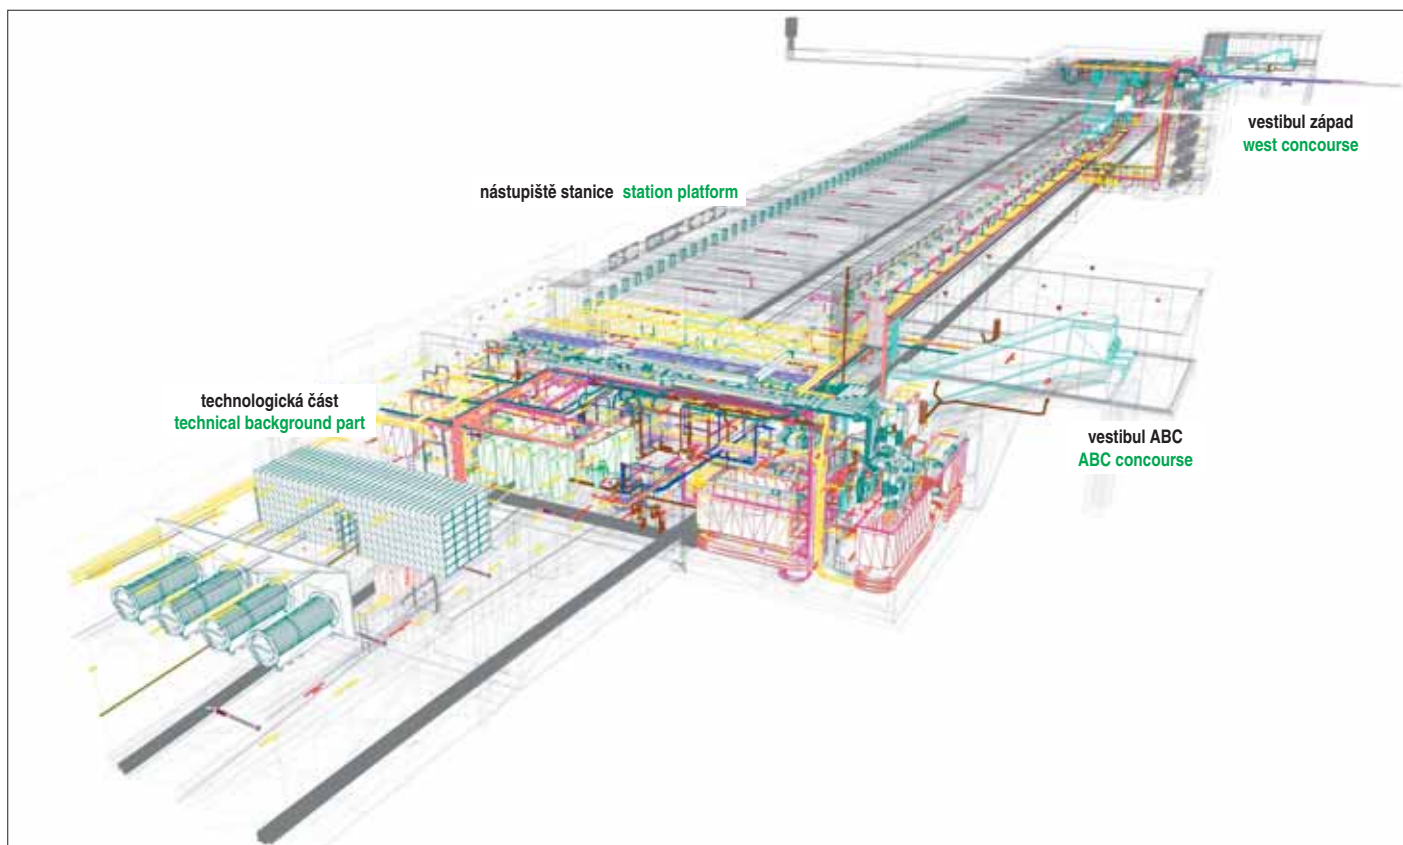 vestibul západ
west concourse
nástupiště stanice station platform
technologická část
technical background part
vestibul ABC
ABC concourse